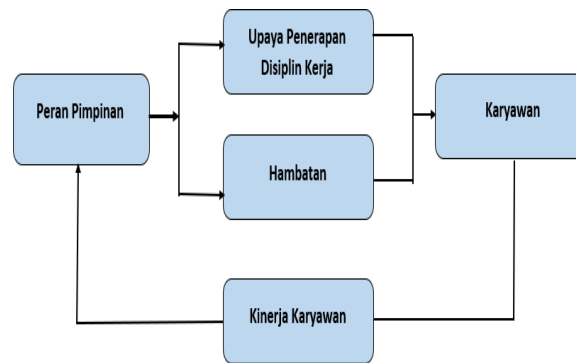 Upaya Penerapan
Disiplin Kerja
Peran Pimpinan
Karyawan
Hambatan
Kinerja Karyawan